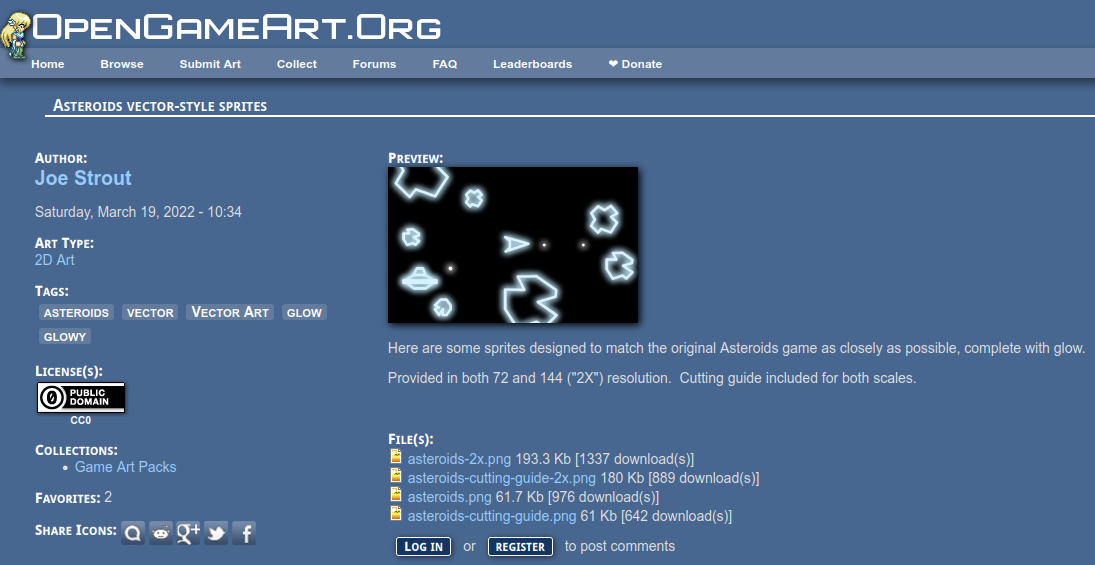 OpenGameArt.Org
Home Browse Submit Art Collect Forums FAQ Leaderboards ❤ Donate
Asteroids vector-style sprites
Author:
Joe Strout
Saturday, March 19, 2022 - 10:34
Art Type:
2D Art
Tags:
asteroids vector Vector Art glow
glowy
License(s):
0 PUBLIC
DOMAIN
CC0
Collections:
• Game Art Packs
Favorites: 2
Share Icons:
Preview:
Here are some sprites designed to match the original Asteroids game as closely as possible, complete with glow.
Provided in both 72 and 144 ("2X") resolution.  Cutting guide included for both scales.
File(s):
asteroids-2x.png 193.3 Kb [1337 download(s)]
asteroids-cutting-guide-2x.png 180 Kb [889 download(s)]
asteroids.png 61.7 Kb [976 download(s)]
asteroids-cutting-guide.png 61 Kb [642 download(s)]
Log in or register to post comments